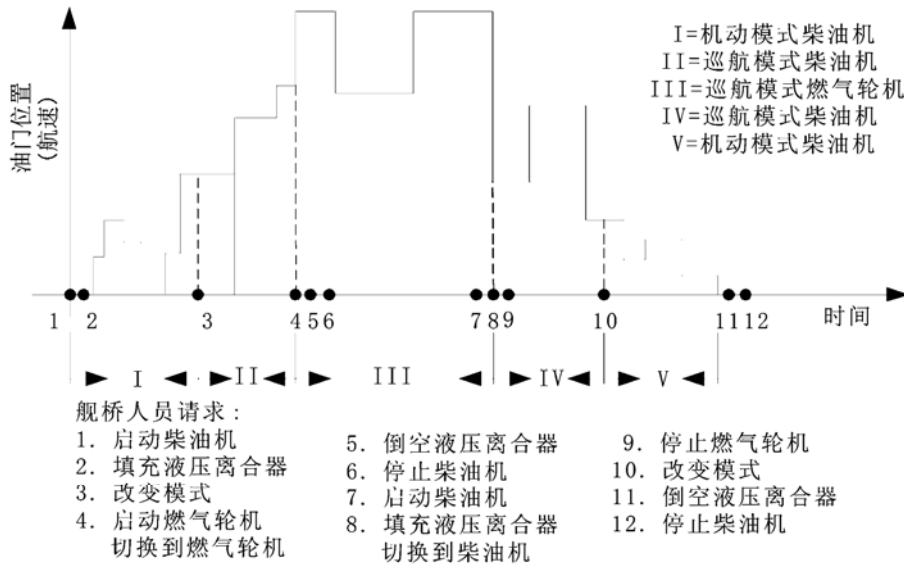 I=机动模式柴油机
II=巡航模式柴油机
III=巡航模式燃气轮机
IV=巡航模式柴油机
V=机动模式柴油机
油门位置
(航速)
1 2 3 4 5 6 7 8 9 10 11 12 时间
I II III IV V
舰桥人员请求:
1. 启动柴油机
2. 填充液压离合器
3. 改变模式
4. 启动燃气轮机
切换到燃气轮机
5. 倒空液压离合器
6. 停止柴油机
7. 启动柴油机
8. 填充液压离合器
切换到柴油机
9. 停止燃气轮机
10. 改变模式
11. 倒空液压离合器
12. 停止柴油机